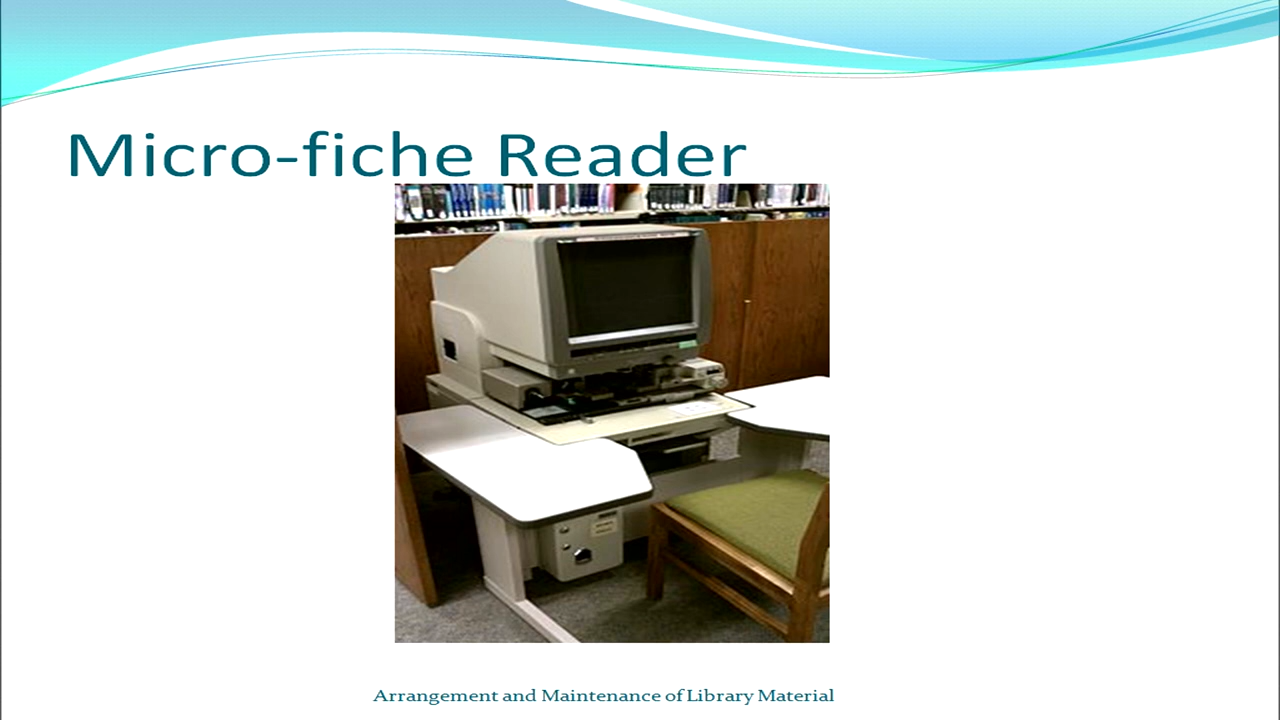 Micro-fiche Reader
Arrangement and Maintenance of Library Material